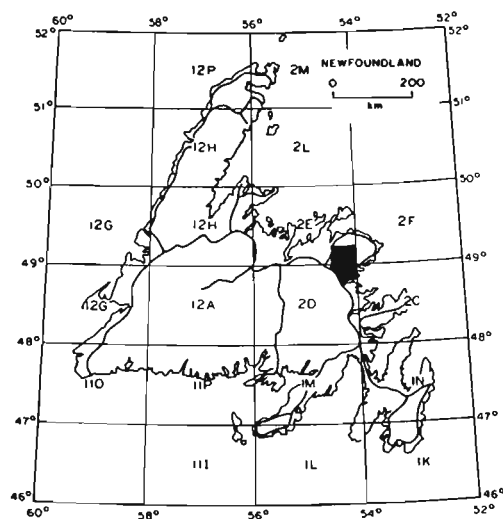 60° 58° 56° 54° 52°
52° 52°
12P 2M NEWFOUNDLAND
0 200
km
51° 51°
12H 2L
50° 50°
12G 12H 2E 2F
49° 49°
12G 12A 2D 2C
48° 48°
11O 11P 1M 1N
47° 47°
11I 1L 1K
46° 46°
60° 58° 56° 54° 52°